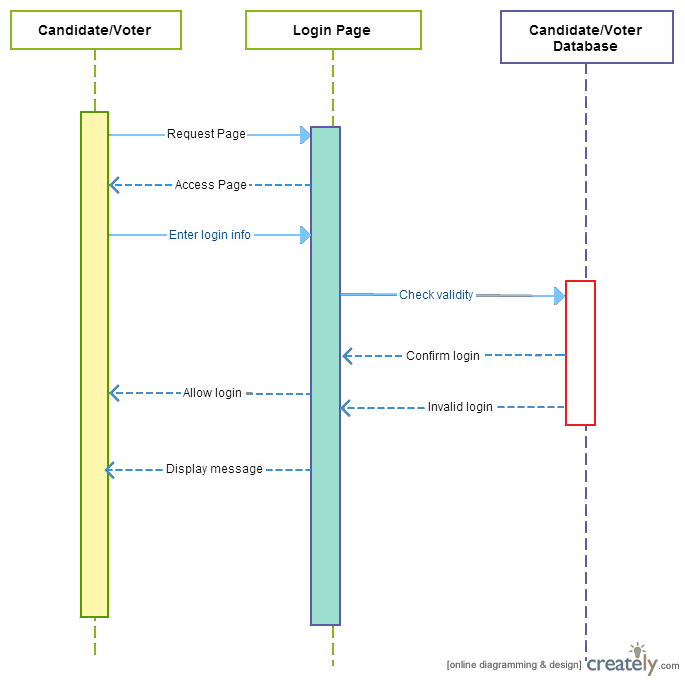 Candidate/Voter
Login Page
Candidate/Voter
Database
Request Page
Access Page
Enter login info
Check validity
Confirm login
Allow login
Invalid login
Display message
[online diagramming & design] creately.com